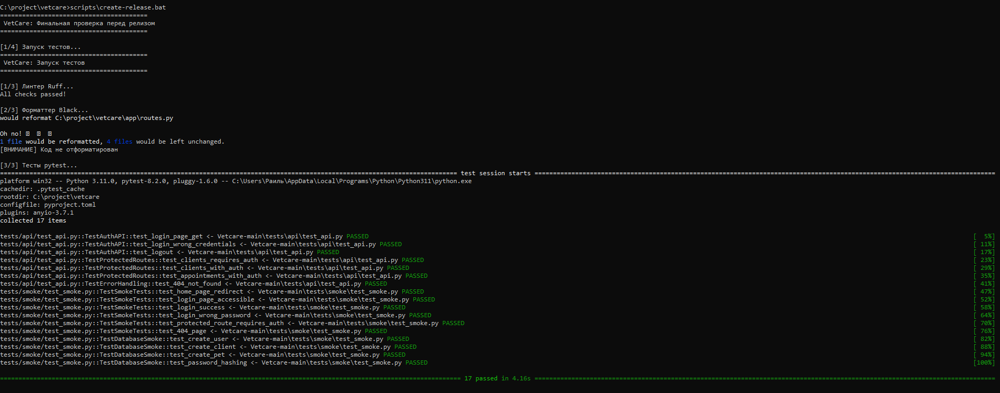 C:\project\vetcare>scripts\create-release.bat
========================================
VetCare: Финальная проверка перед релизом
========================================
[1/4] Запуск тестов...
========================================
VetCare: Запуск тестов
========================================
[1/3] Линтер Ruff...
All checks passed!
[2/3] Форматтер Black...
would reformat C:\project\vetcare\app\routes.py
Oh no!
1 file would be reformatted, 4 files would be left unchanged.
[ВНИМАНИЕ] Код не отформатирован
[3/3] Тесты pytest...
============================ test session starts ============================
platform win32 -- Python 3.11.0, pytest-8.2.0, pluggy-1.6.0 -- C:\Users\Раиль\AppData\Local\Programs\Python\Python311\python.exe
cachedir: .pytest_cache
rootdir: C:\project\vetcare
configfile: pyproject.toml
plugins: anyio-3.7.1
collected 17 items
tests/api/test_api.py::TestAuthAPI::test_login_page_get <- Vetcare-main\tests\api\test_api.py PASSED [  5%]
tests/api/test_api.py::TestAuthAPI::test_login_wrong_credentials <- Vetcare-main\tests\api\test_api.py PASSED [ 11%]
tests/api/test_api.py::TestAuthAPI::test_logout <- Vetcare-main\tests\api\test_api.py PASSED [ 17%]
tests/api/test_api.py::TestProtectedRoutes::test_clients_requires_auth <- Vetcare-main\tests\api\test_api.py PASSED [ 23%]
tests/api/test_api.py::TestProtectedRoutes::test_clients_with_auth <- Vetcare-main\tests\api\test_api.py PASSED [ 29%]
tests/api/test_api.py::TestProtectedRoutes::test_appointments_with_auth <- Vetcare-main\tests\api\test_api.py PASSED [ 35%]
tests/api/test_api.py::TestErrorHandling::test_404_not_found <- Vetcare-main\tests\api\test_api.py PASSED [ 41%]
tests/smoke/test_smoke.py::TestSmokeTests::test_home_page_redirect <- Vetcare-main\tests\smoke\test_smoke.py PASSED [ 47%]
tests/smoke/test_smoke.py::TestSmokeTests::test_login_page_accessible <- Vetcare-main\tests\smoke\test_smoke.py PASSED [ 52%]
tests/smoke/test_smoke.py::TestSmokeTests::test_login_success <- Vetcare-main\tests\smoke\test_smoke.py PASSED [ 58%]
tests/smoke/test_smoke.py::TestSmokeTests::test_login_wrong_password <- Vetcare-main\tests\smoke\test_smoke.py PASSED [ 64%]
tests/smoke/test_smoke.py::TestSmokeTests::test_protected_route_requires_auth <- Vetcare-main\tests\smoke\test_smoke.py PASSED [ 70%]
tests/smoke/test_smoke.py::TestSmokeTests::test_404_page <- Vetcare-main\tests\smoke\test_smoke.py PASSED [ 76%]
tests/smoke/test_smoke.py::TestDatabaseSmoke::test_create_user <- Vetcare-main\tests\smoke\test_smoke.py PASSED [ 82%]
tests/smoke/test_smoke.py::TestDatabaseSmoke::test_create_client <- Vetcare-main\tests\smoke\test_smoke.py PASSED [ 88%]
tests/smoke/test_smoke.py::TestDatabaseSmoke::test_create_pet <- Vetcare-main\tests\smoke\test_smoke.py PASSED [ 94%]
tests/smoke/test_smoke.py::TestDatabaseSmoke::test_password_hashing <- Vetcare-main\tests\smoke\test_smoke.py PASSED [100%]
============================ 17 passed in 4.16s ============================